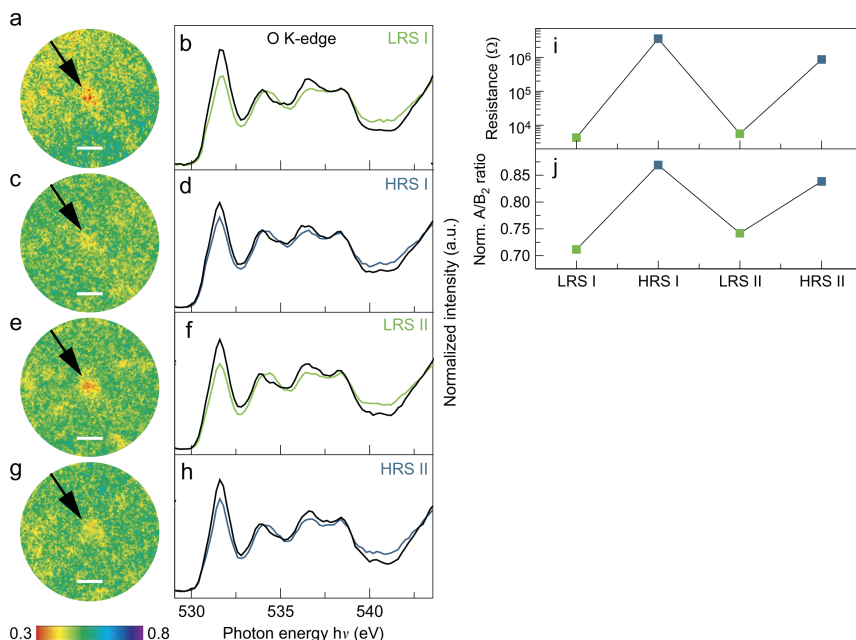 a
b
O K-edge
LRS I
c
d
HRS I
e
f
LRS II
g
h
HRS II
530
535
540
Photon energy hν (eV)
0.3
0.8
Normalized intensity (a.u.)
i
Resistance (Ω)
10⁶
10⁵
10⁴
j
Norm. A/B₂ ratio
0.85
0.80
0.75
0.70
LRS I
HRS I
LRS II
HRS II